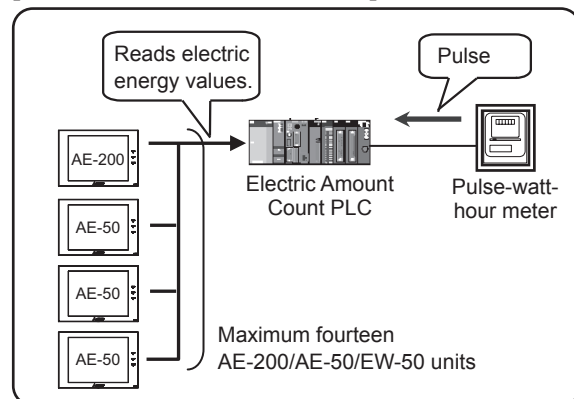 Reads electric
energy values.
Pulse
AE-200
AE-50
AE-50
AE-50
Electric Amount
Count PLC
Pulse-watt-
hour meter
Maximum fourteen
AE-200/AE-50/EW-50 units